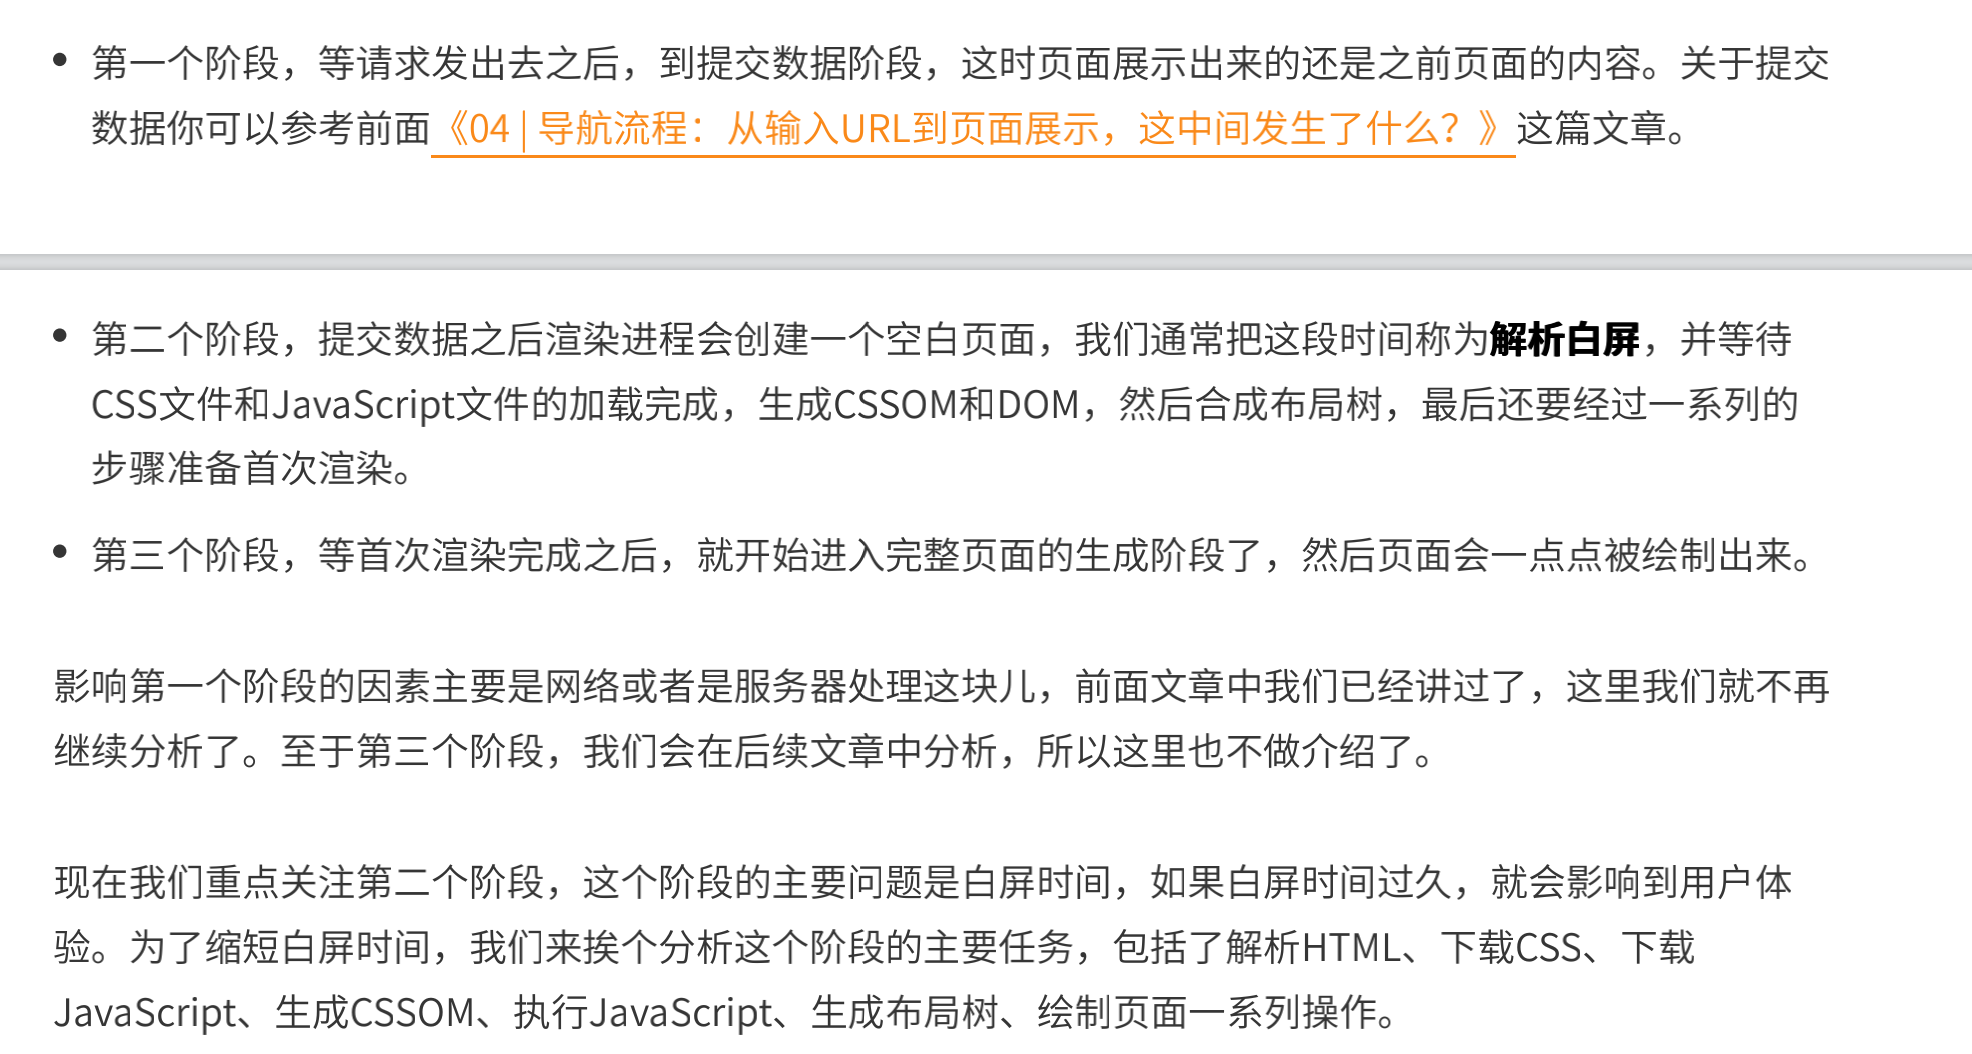 • 第一个阶段，等请求发出去之后，到提交数据阶段，这时页面展示出来的还是之前页面的内容。关于提交
数据你可以参考前面《04 | 导航流程：从输入URL到页面展示，这中间发生了什么？》这篇文章。
• 第二个阶段，提交数据之后渲染进程会创建一个空白页面，我们通常把这段时间称为解析白屏，并等待
CSS文件和JavaScript文件的加载完成，生成CSSOM和DOM，然后合成布局树，最后还要经过一系列的
步骤准备首次渲染。
• 第三个阶段，等首次渲染完成之后，就开始进入完整页面的生成阶段了，然后页面会一点点被绘制出来。
影响第一个阶段的因素主要是网络或者是服务器处理这块儿，前面文章中我们已经讲过了，这里我们就不再
继续分析了。至于第三个阶段，我们会在后续文章中分析，所以这里也不做介绍了。
现在我们重点关注第二个阶段，这个阶段的主要问题是白屏时间，如果白屏时间过久，就会影响到用户体
验。为了缩短白屏时间，我们来挨个分析这个阶段的主要任务，包括了解析HTML、下载CSS、下载
JavaScript、生成CSSOM、执行JavaScript、生成布局树、绘制页面一系列操作。